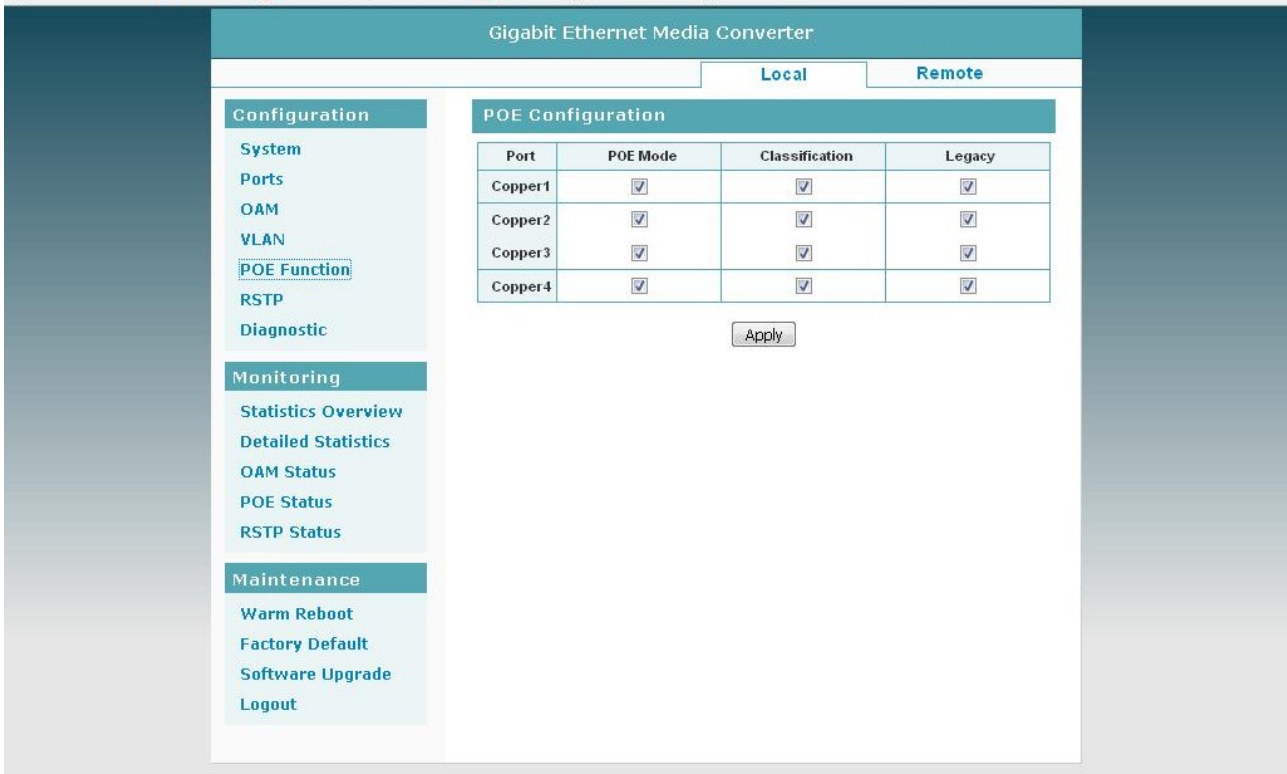 Gigabit Ethernet Media Converter
Local Remote
Configuration
System
Ports
OAM
VLAN
POE Function
RSTP
Diagnostic
Monitoring
Statistics Overview
Detailed Statistics
OAM Status
POE Status
RSTP Status
Maintenance
Warm Reboot
Factory Default
Software Upgrade
Logout
POE Configuration
Port POE Mode Classification Legacy
Copper1
Copper2
Copper3
Copper4
Apply